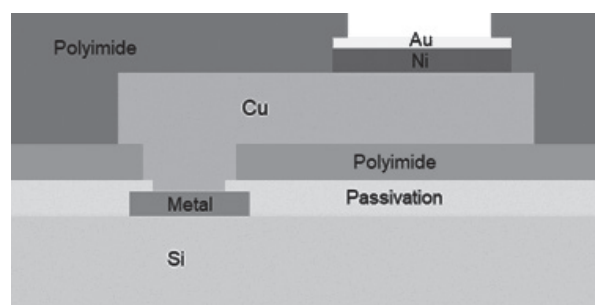 Au
Polyimide
Ni
Cu
Polyimide
Passivation
Metal
Si